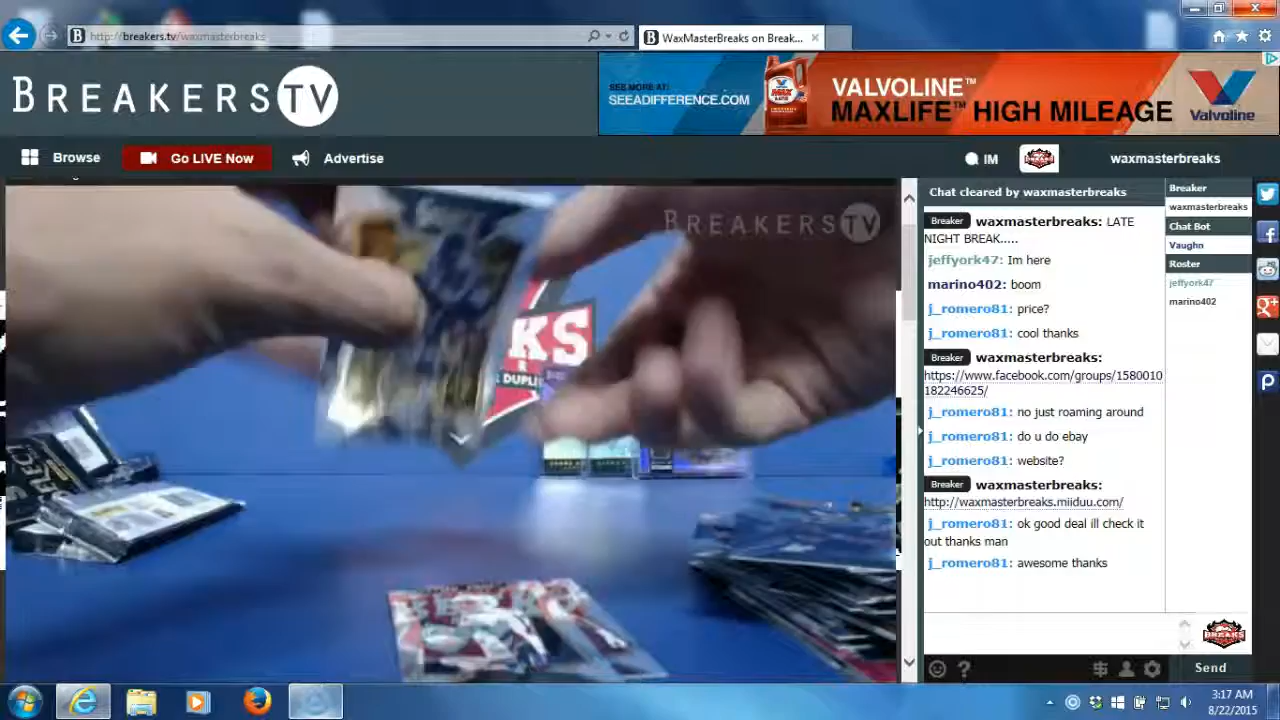 http://breakers.tv/waxmasterbreaks
WaxMasterBreaks on Break...
BREAKERSTV
SEE MORE AT:
SEEADIFFERENCE.COM
VALVOLINE™
MAXLIFE™ HIGH MILEAGE
Valvoline
Browse
Go LIVE Now
Advertise
IM
waxmasterbreaks
BREAKERSTV
KS
R
DUPLI
Chat cleared by waxmasterbreaks
Breaker waxmasterbreaks: LATE
NIGHT BREAK.....
jeffyork47: Im here
marino402: boom
j_romero81: price?
j_romero81: cool thanks
Breaker waxmasterbreaks:
https://www.facebook.com/groups/1580010
182246625/
j_romero81: no just roaming around
j_romero81: do u do ebay
j_romero81: website?
Breaker waxmasterbreaks:
http://waxmasterbreaks.miiduu.com/
j_romero81: ok good deal ill check it
out thanks man
j_romero81: awesome thanks
Breaker
waxmasterbreaks
Chat Bot
Vaughn
Roster
jeffyork47
marino402
BREAKS
Send
3:17 AM
8/22/2015